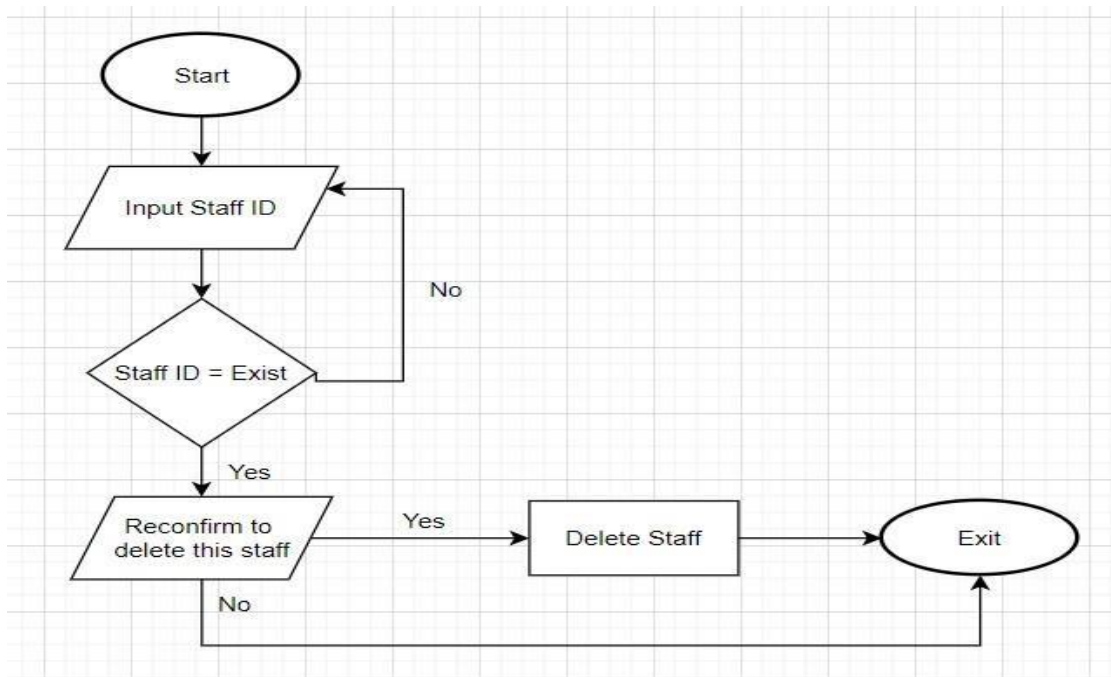 Start
Input Staff ID
No
Staff ID = Exist
Yes
Reconfirm to
delete this staff
Yes
Delete Staff
Exit
No